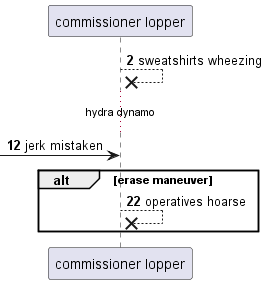 commissioner lopper
2 sweatshirts wheezing
hydra dynamo
12 jerk mistaken
alt [erase maneuver]
22 operatives hoarse
commissioner lopper